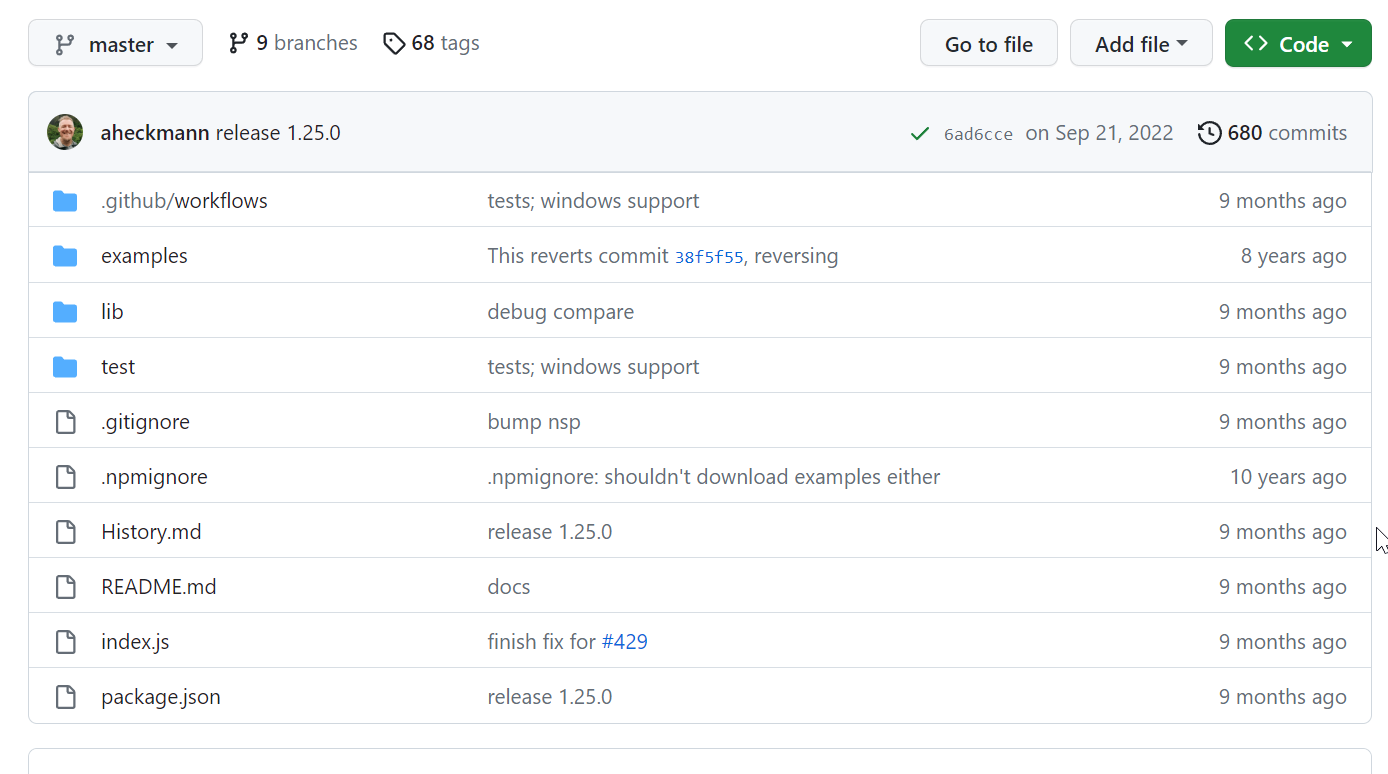 master 9 branches 68 tags Go to file Add file Code
aheckmann release 1.25.0 6ad6cce on Sep 21, 2022 680 commits
.github/workflows tests; windows support 9 months ago
examples This reverts commit 38f5f55, reversing 8 years ago
lib debug compare 9 months ago
test tests; windows support 9 months ago
.gitignore bump nsp 9 months ago
.npmignore .npmignore: shouldn't download examples either 10 years ago
History.md release 1.25.0 9 months ago
README.md docs 9 months ago
index.js finish fix for #429 9 months ago
package.json release 1.25.0 9 months ago